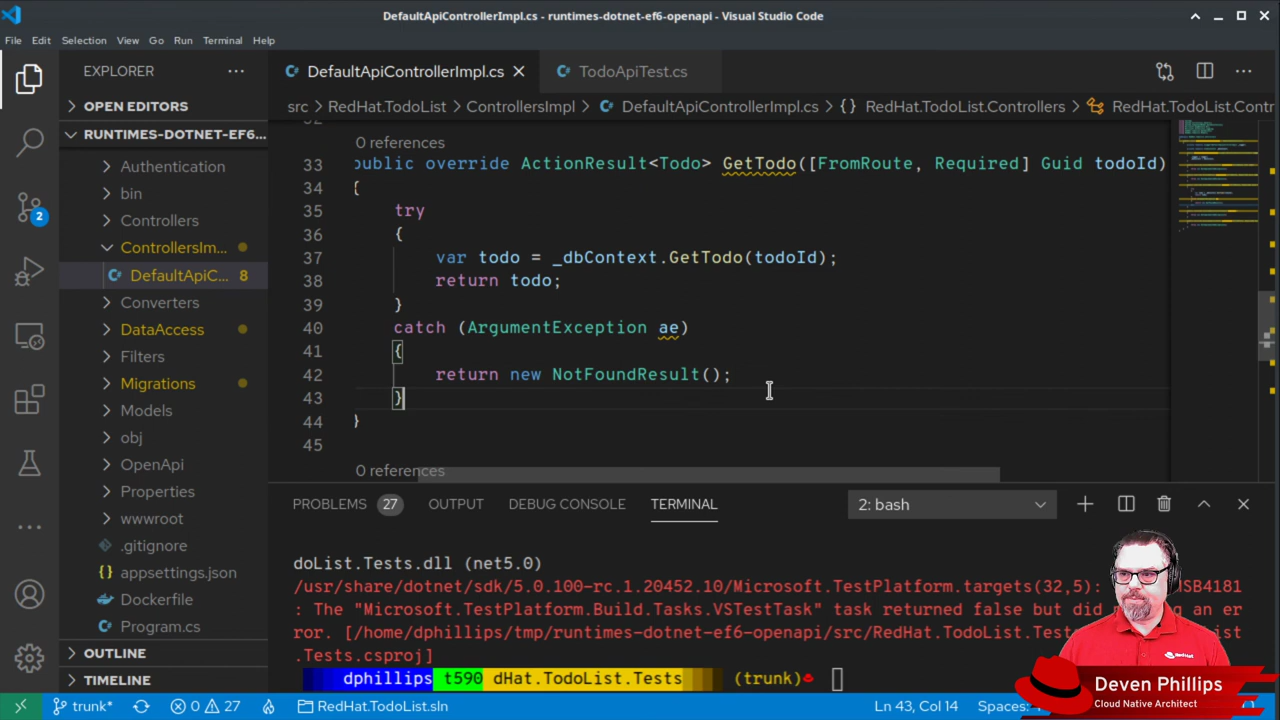 DefaultApiControllerImpl.cs - runtimes-dotnet-ef6-openapi - Visual Studio Code
File Edit Selection View Go Run Terminal Help
EXPLORER
OPEN EDITORS
RUNTIMES-DOTNET-EF6...
Authentication
bin
Controllers
ControllersIm...
DefaultApiC... 8
Converters
DataAccess
Filters
Migrations
Models
obj
OpenApi
Properties
wwwroot
.gitignore
{} appsettings.json
Dockerfile
Program.cs
OUTLINE
TIMELINE
2
DefaultApiControllerImpl.cs
TodoApiTest.cs
src > RedHat.TodoList > ControllersImpl > DefaultApiControllerImpl.cs > {} RedHat.TodoList.Controllers > RedHat.TodoList.Contr
0 references
33 public override ActionResult<Todo> GetTodo([FromRoute, Required] Guid todoId)
34 {
35 try
36 {
37 var todo = _dbContext.GetTodo(todoId);
38 return todo;
39 }
40 catch (ArgumentException ae)
41 {
42 return new NotFoundResult();
43 }
44 }
45
0 references
PROBLEMS 27 OUTPUT DEBUG CONSOLE TERMINAL 2: bash
doList.Tests.dll (net5.0)
/usr/share/dotnet/sdk/5.0.100-rc.1.20452.10/Microsoft.TestPlatform.targets(32,5): SB4181
: The "Microsoft.TestPlatform.Build.Tasks.VSTestTask" task returned false but did an er
ror. [/home/dphillips/tmp/runtimes-dotnet-ef6-openapi/src/RedHat.TodoList.Test st
.Tests.csproj]
dphillips t590 dHat.TodoList.Tests (trunk)
Red Hat
Deven Phillips
Cloud Native Architect
trunk* 0 27 RedHat.TodoList.sln Ln 43, Col 14 Spaces: